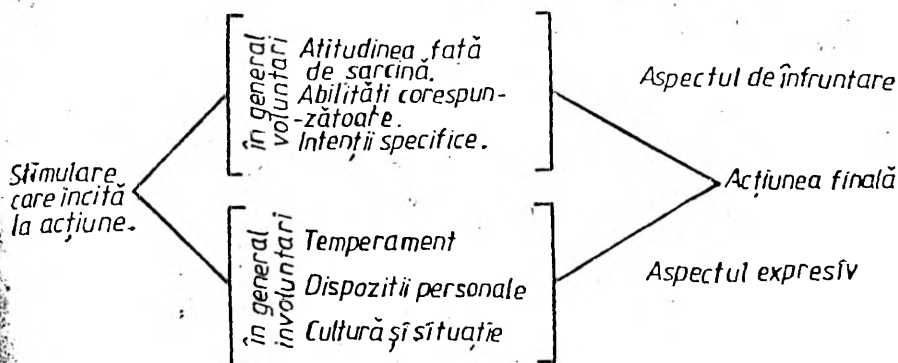 Stimulare
care incită
la acțiune.
în general
voluntari
Atitudinea față
de sarcină.
Abilități corespun-
-zătoare.
Intenții specifice.
în general
involuntari
Temperament
Dispozitii personale
Cultură și situație
Aspectul de înfruntare
Acțiunea finală
Aspectul expresiv